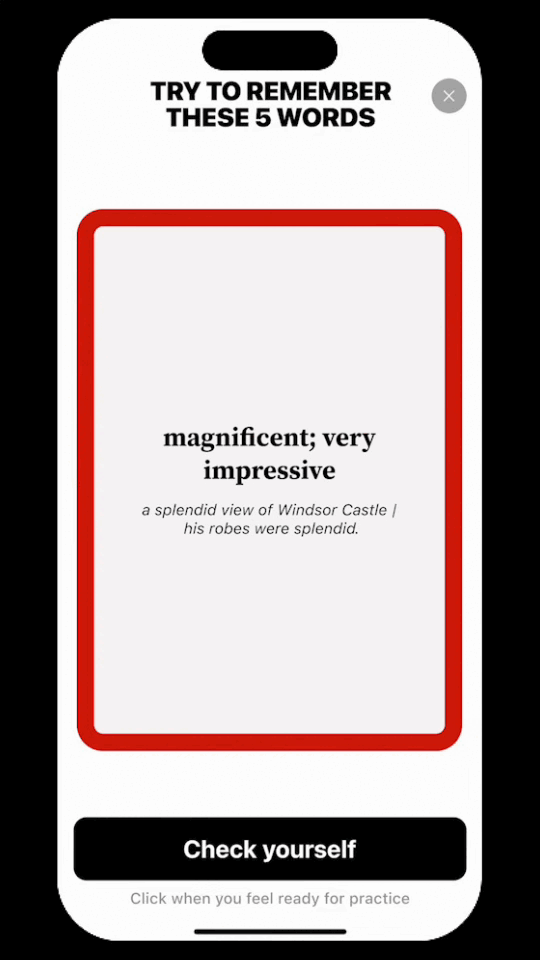 TRY TO REMEMBER
THESE 5 WORDS
magnificent; very
impressive
a splendid view of Windsor Castle |
his robes were splendid.
Check yourself
Click when you feel ready for practice